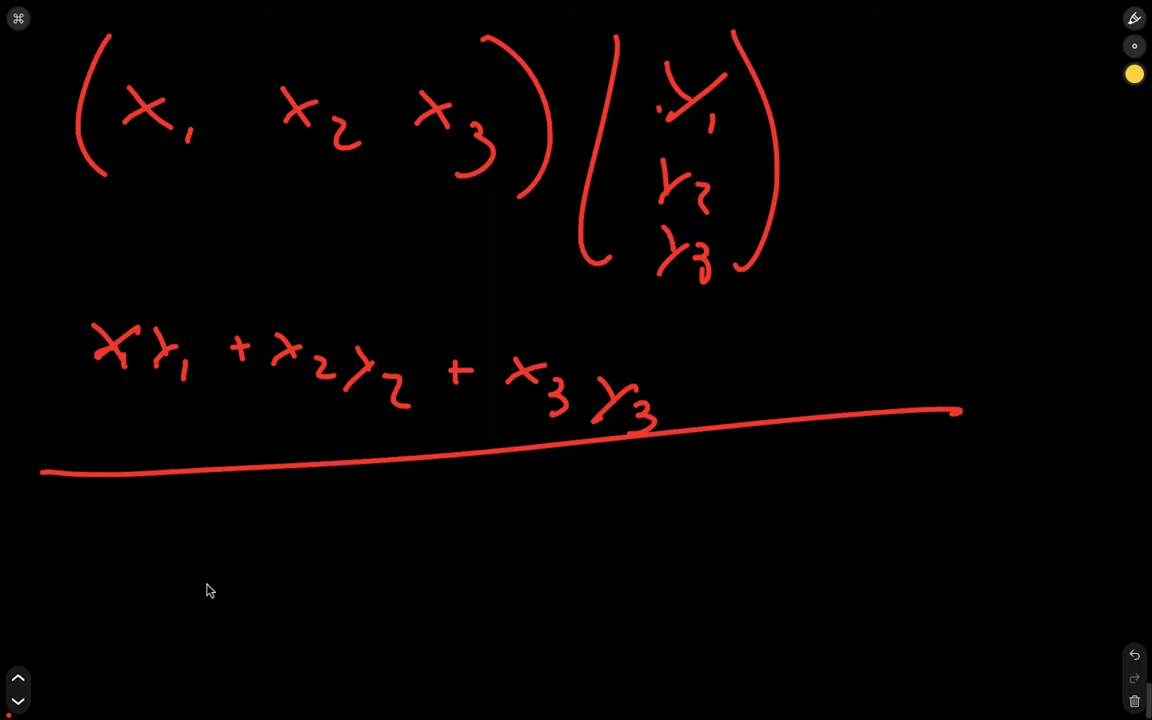 (x₁ x₂ x₃) (y₁
y₂
y₃)
x₁y₁ + x₂y₂ + x₃y₃